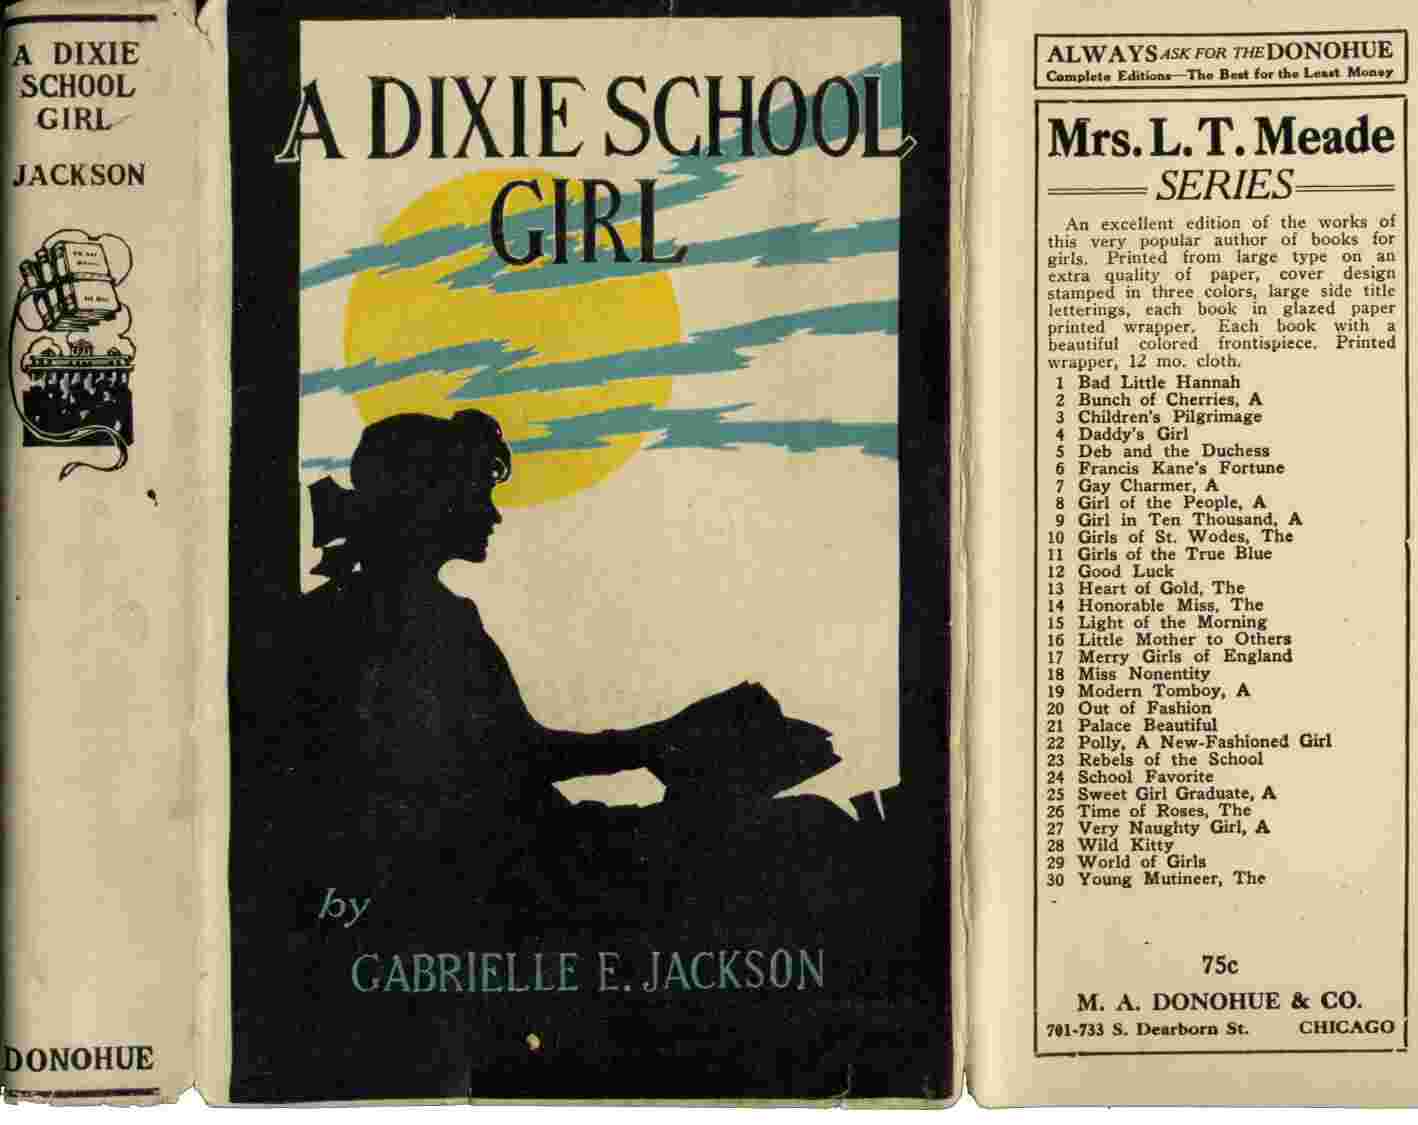 A DIXIE
SCHOOL
GIRL
JACKSON
DONOHUE
A DIXIE SCHOOL
GIRL
by
GABRIELLE E. JACKSON
ALWAYS ASK FOR THE DONOHUE
Complete Editions—The Best for the Least Money
Mrs. L. T. Meade
SERIES
An excellent edition of the works of
this very popular author of books for
girls. Printed from large type on an
extra quality of paper, cover design
stamped in three colors, large side title
letterings, each book in glazed paper
printed wrapper. Each book with a
beautiful colored frontispiece. Printed
wrapper, 12 mo. cloth.
1 Bad Little Hannah
2 Bunch of Cherries, A
3 Children's Pilgrimage
4 Daddy's Girl
5 Deb and the Duchess
6 Francis Kane's Fortune
7 Gay Charmer, A
8 Girl of the People, A
9 Girl in Ten Thousand, A
10 Girls of St. Wodes, The
11 Girls of the True Blue
12 Good Luck
13 Heart of Gold, The
14 Honorable Miss, The
15 Light of the Morning
16 Little Mother to Others
17 Merry Girls of England
18 Miss Nonentity
19 Modern Tomboy, A
20 Out of Fashion
21 Palace Beautiful
22 Polly, A New-Fashioned Girl
23 Rebels of the School
24 School Favorite
25 Sweet Girl Graduate, A
26 Time of Roses, The
27 Very Naughty Girl, A
28 Wild Kitty
29 World of Girls
30 Young Mutineer, The
75c
M. A. DONOHUE & CO.
701-733 S. Dearborn St. CHICAGO